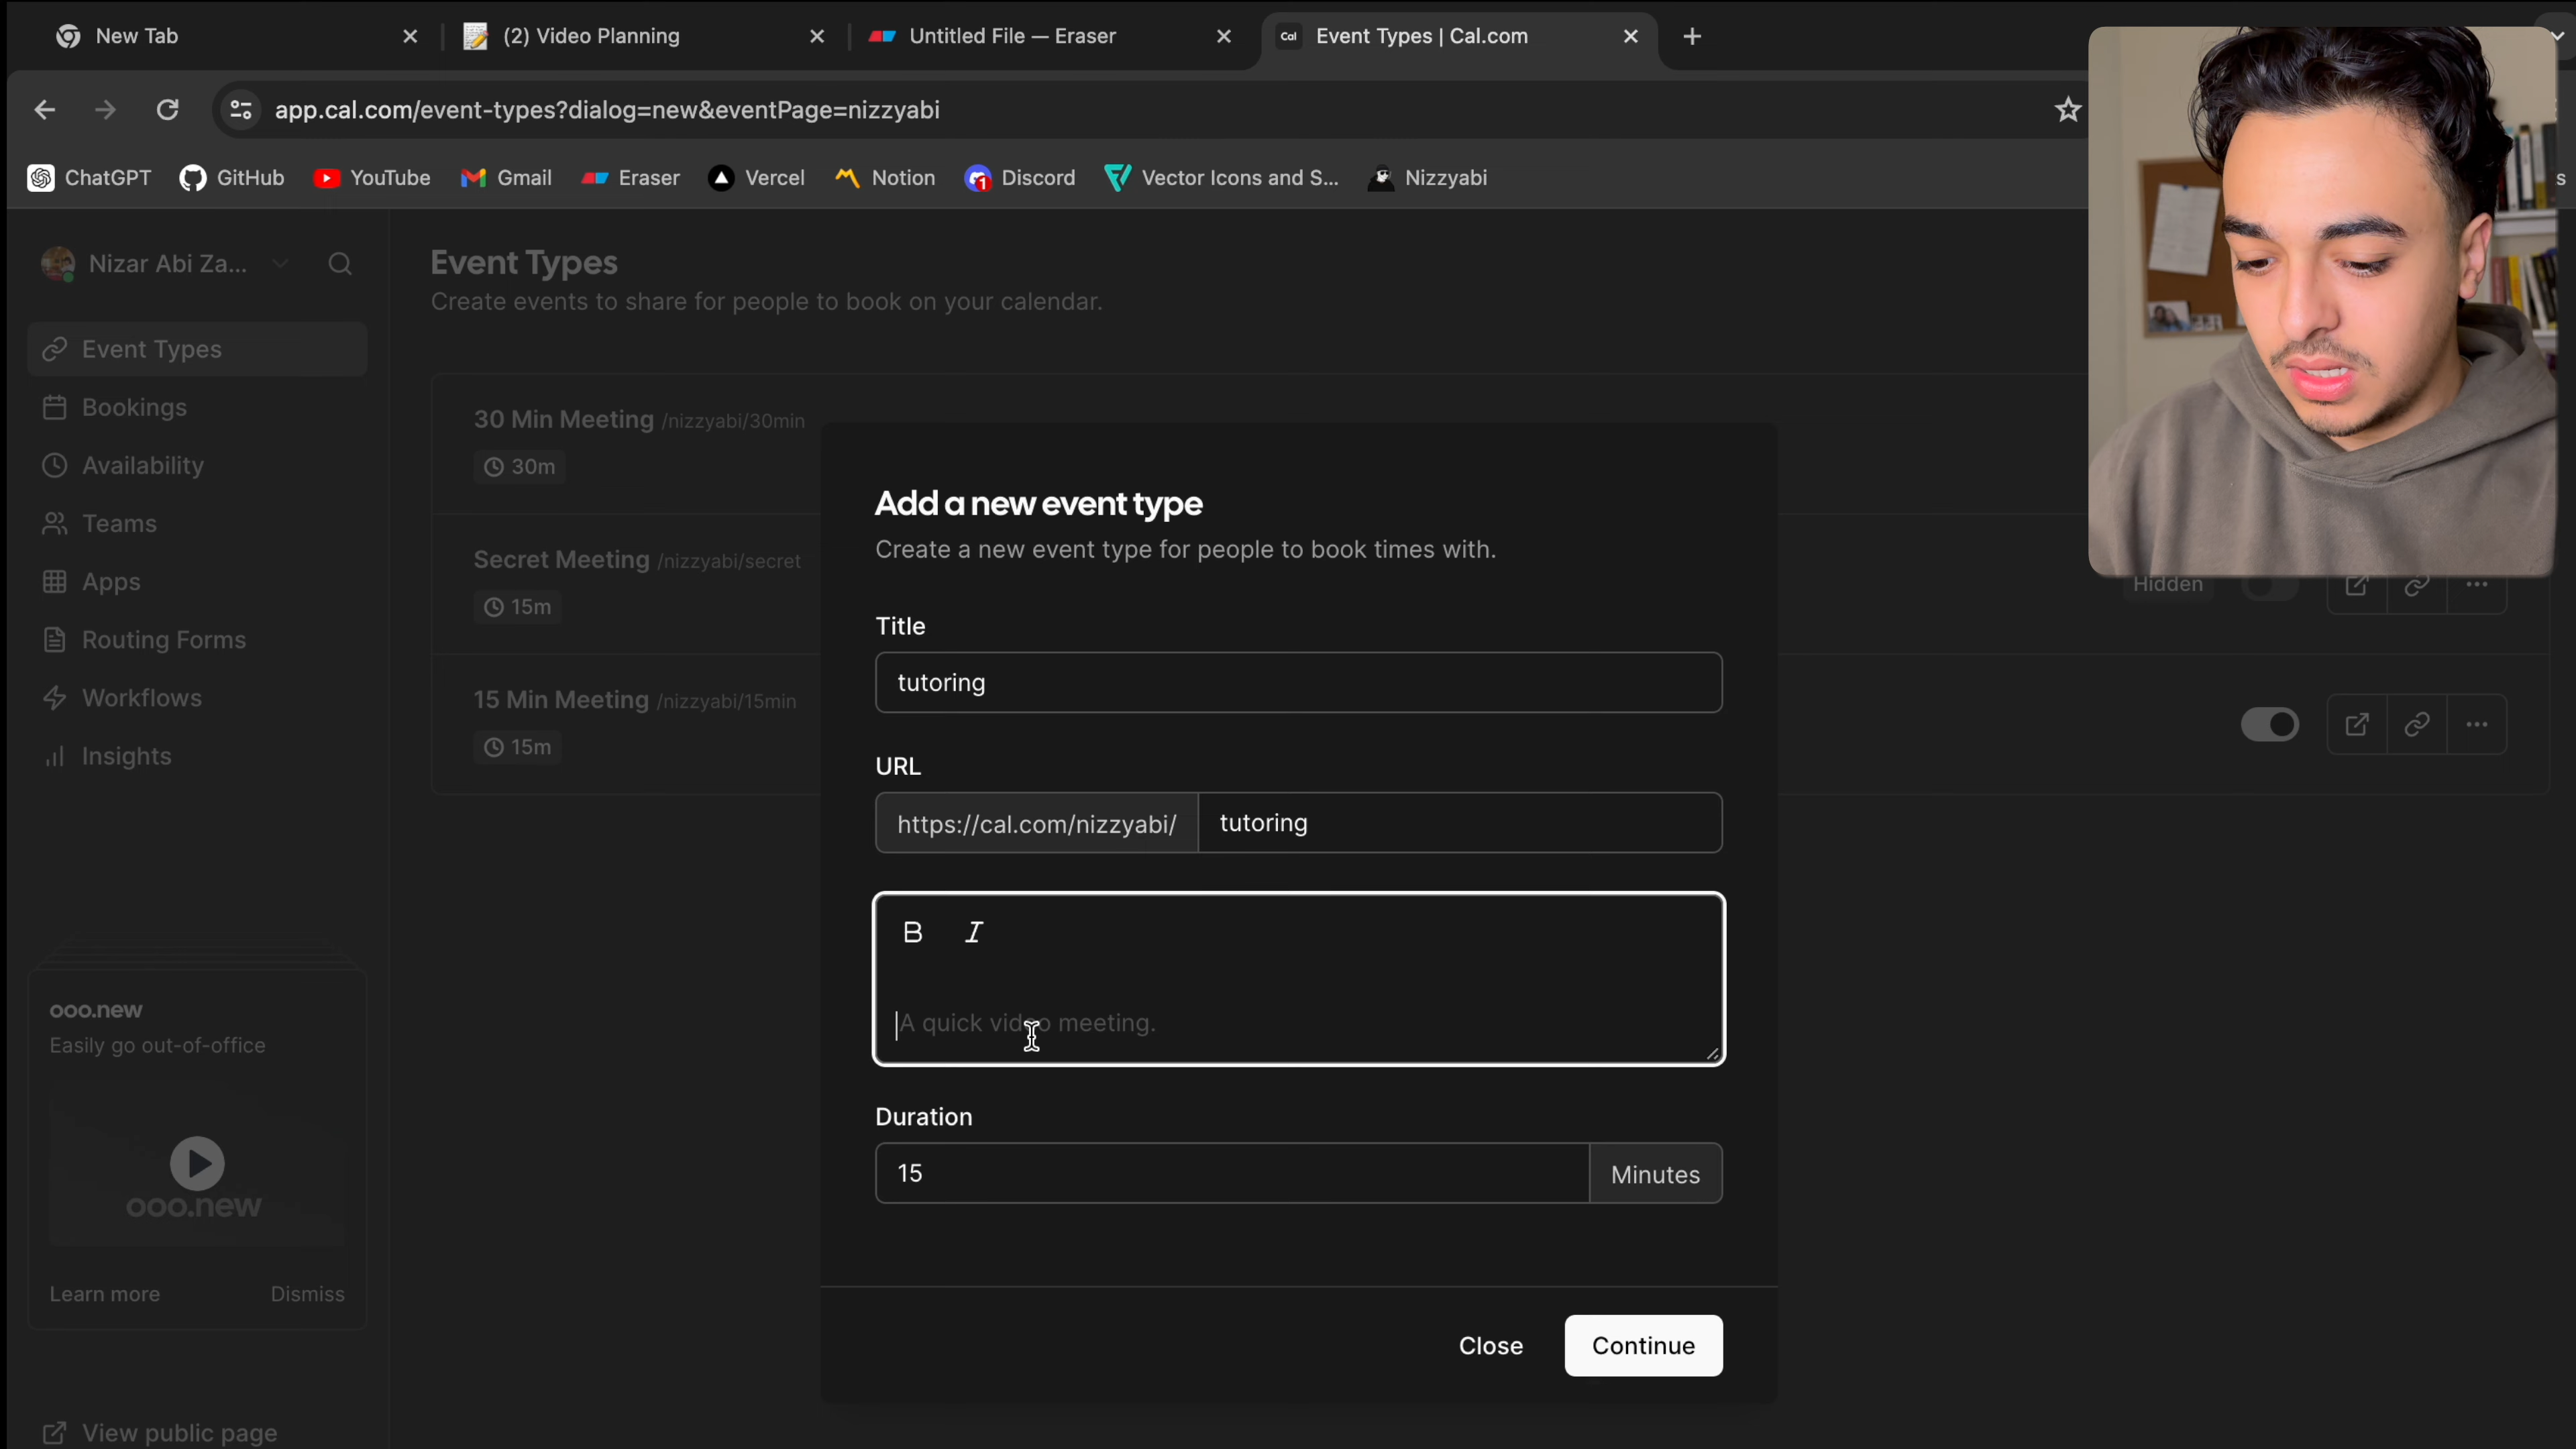 New Tab
(2) Video Planning
Untitled File — Eraser
Cal
Event Types | Cal.com
app.cal.com/event-types?dialog=new&eventPage=nizzyabi
ChatGPT
GitHub
YouTube
Gmail
Eraser
Vercel
Notion
1
Discord
Vector Icons and S...
Nizzyabi
s
Nizar Abi Za...
Event Types
Bookings
Availability
Teams
Apps
Routing Forms
Workflows
Insights
ooo.new
Easily go out-of-office
ooo.new
Learn more
Dismiss
View public page
Event Types
Create events to share for people to book on your calendar.
30 Min Meeting /nizzyabi/30min
30m
Secret Meeting /nizzyabi/secret
15m
Hidden
15 Min Meeting /nizzyabi/15min
15m
Add a new event type
Create a new event type for people to book times with.
Title
tutoring
URL
https://cal.com/nizzyabi/ tutoring
B I
A quick video meeting.
Duration
15 Minutes
Close Continue